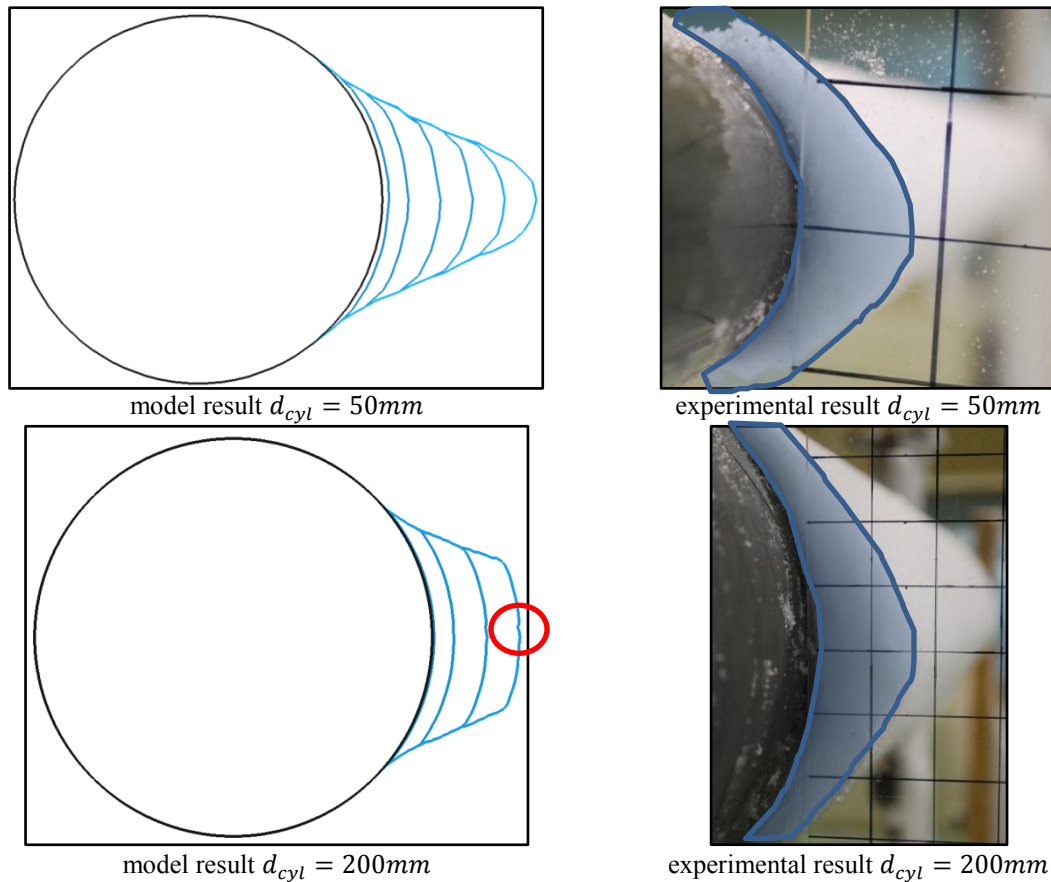 model result d_cyl = 50mm
experimental result d_cyl = 50mm
model result d_cyl = 200mm
experimental result d_cyl = 200mm